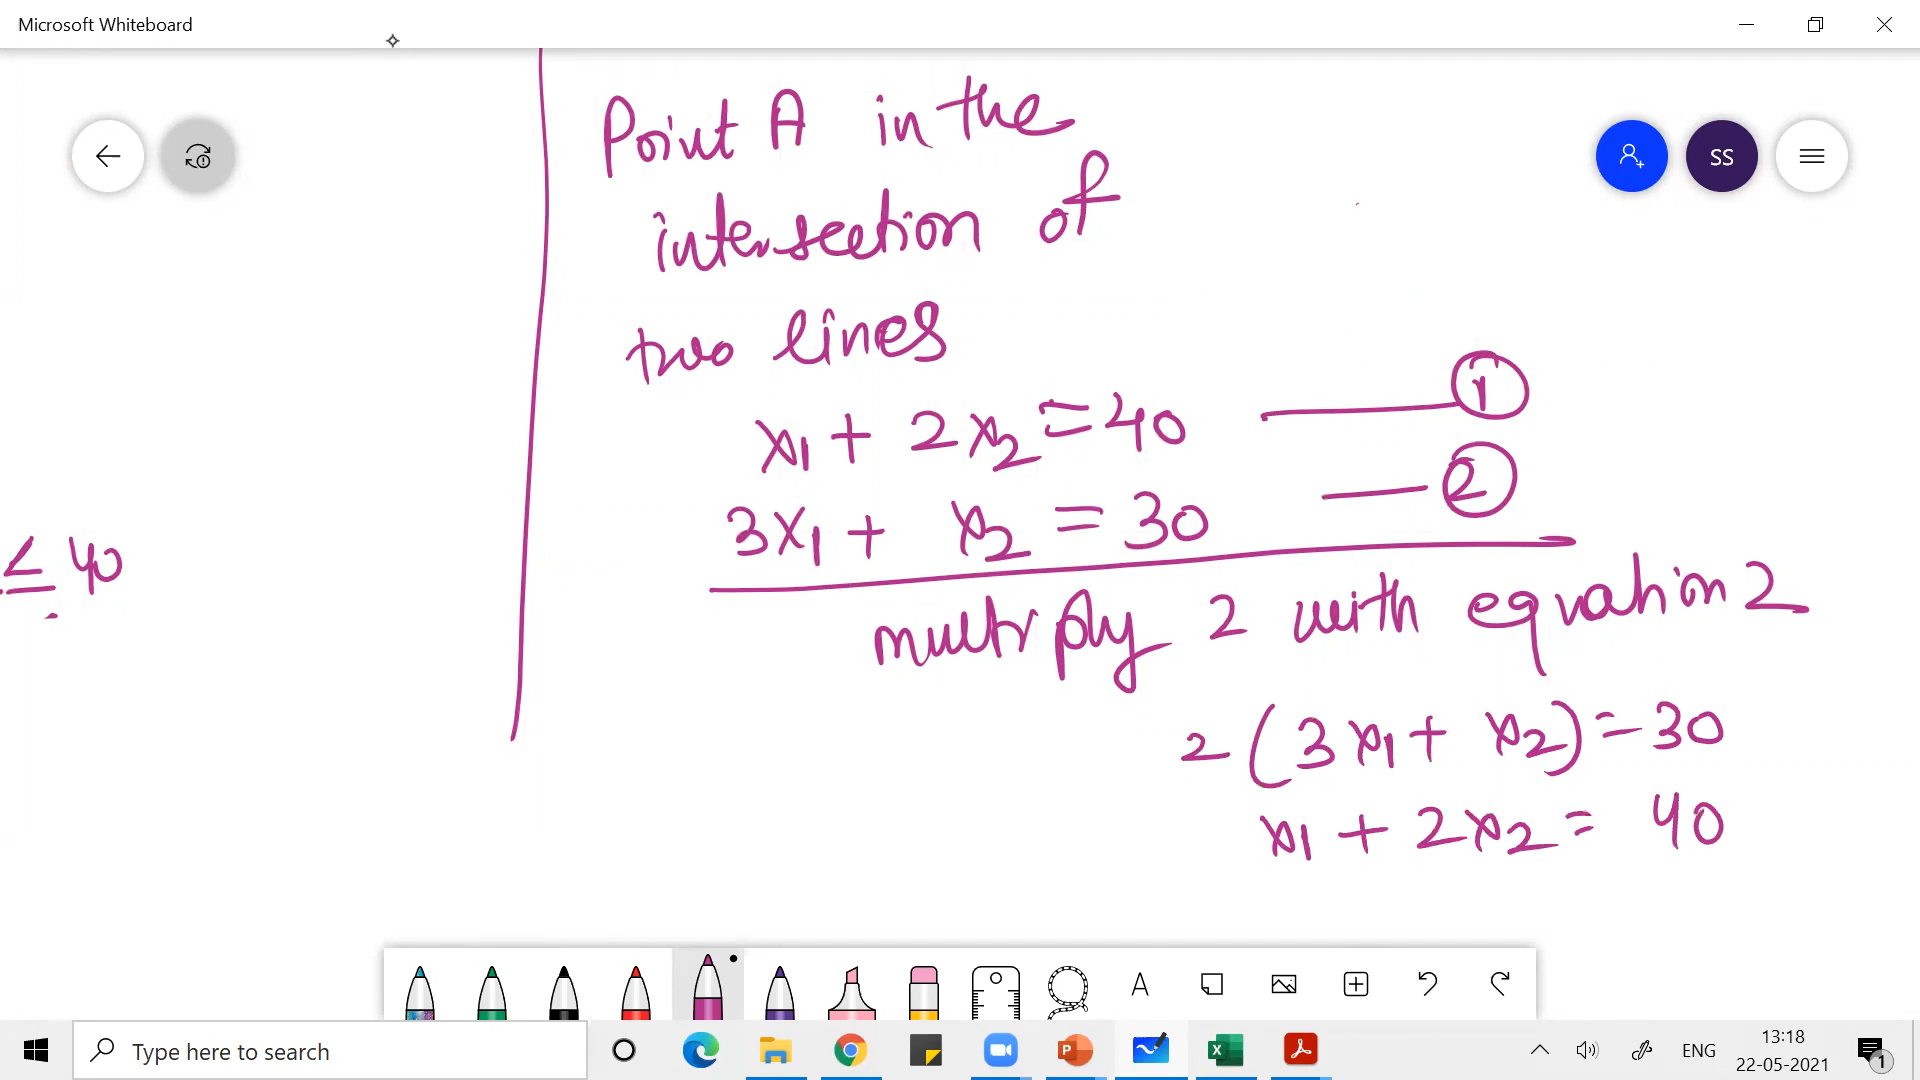 Microsoft Whiteboard
Point A in the
intersection of
two lines
x1 + 2x2 = 40 —— 1
3x1 + x2 = 30 —— 2
≤ 40
multiply 2 with equation 2
2 (3x1 + x2) = 30
x1 + 2x2 = 40
SS
A
Type here to search
ENG
13:18
22-05-2021
1